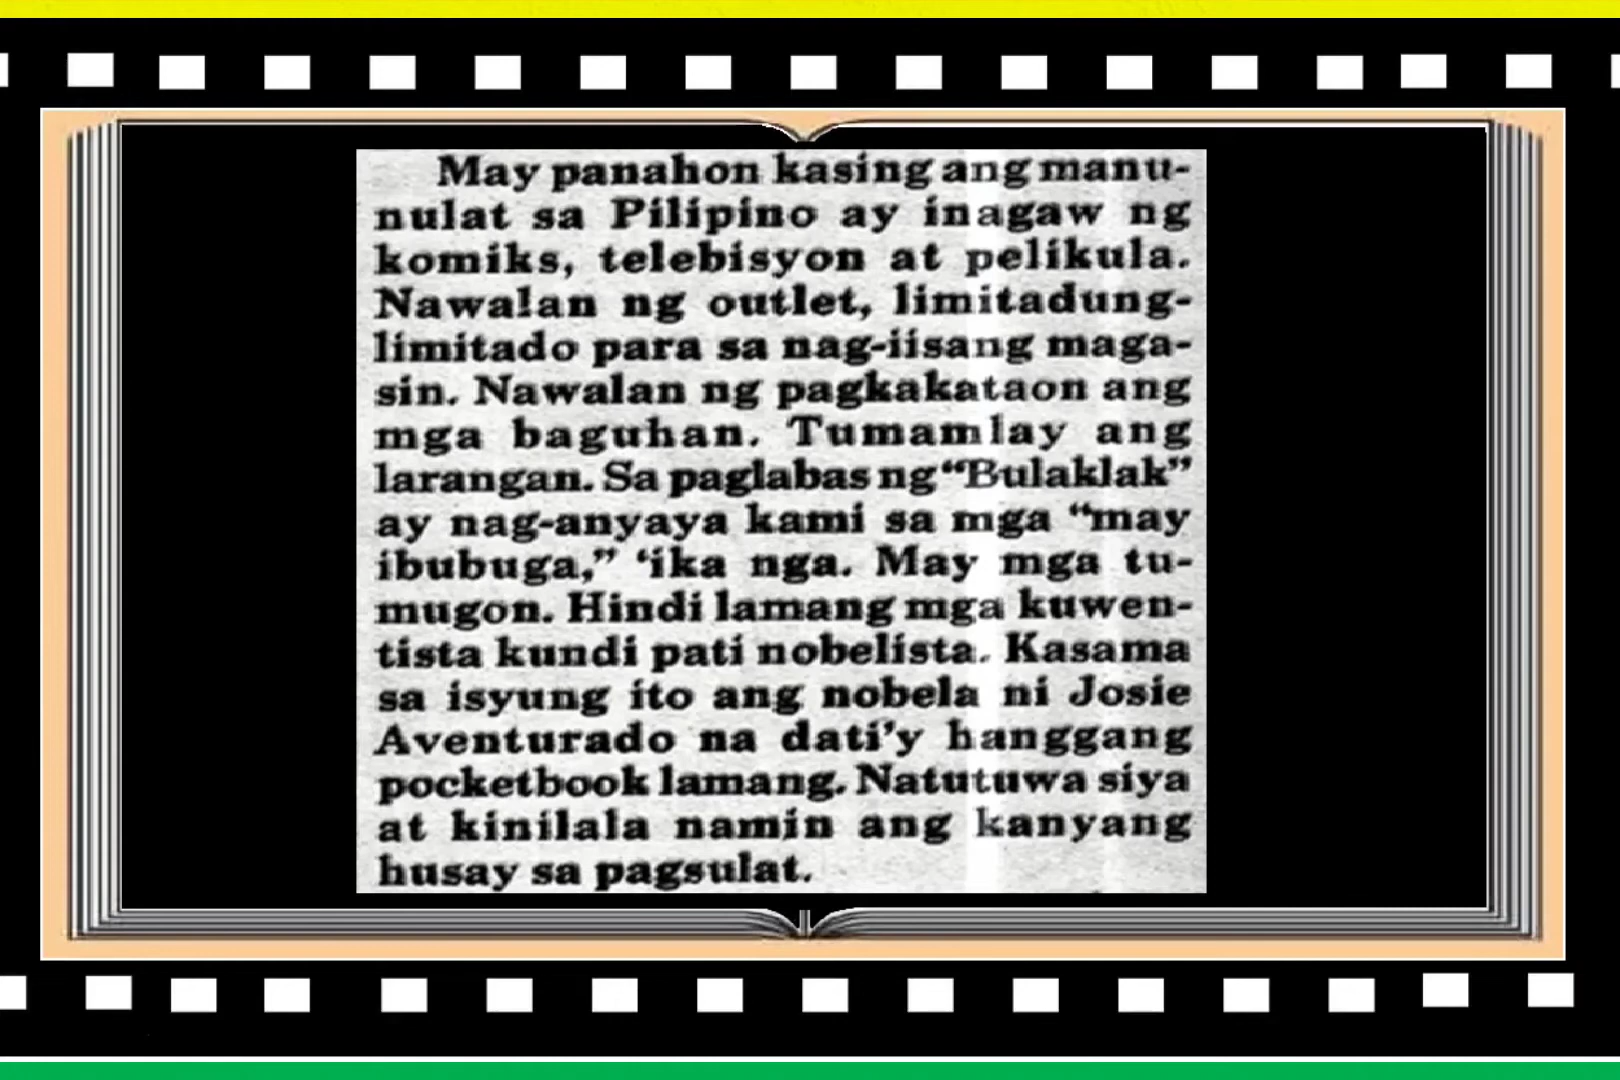 May panahon kasing ang manu-
nulat sa Pilipino ay inagaw ng
komiks, telebisyon at pelikula.
Nawalan ng outlet, limitadung-
limitado para sa nag-iisang maga-
sin. Nawalan ng pagkakataon ang
mga baguhan. Tumamlay ang
larangan. Sa paglabas ng “Bulaklak”
ay nag-anyaya kami sa mga “may
ibubuga,” ‘ika nga. May mga tu-
mugon. Hindi lamang mga kuwen-
tista kundi pati nobelista. Kasama
sa isyung ito ang nobela ni Josie
Aventurado na dati’y hanggang
pocketbook lamang. Natutuwa siya
at kinilala namin ang kanyang
husay sa pagsulat.